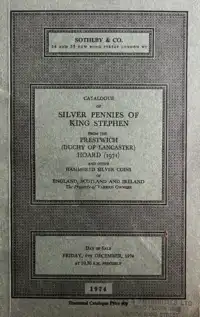 SOTHEBY & CO.
34 AND 35 NEW BOND STREET LONDON W1
CATALOGUE
OF
SILVER PENNIES OF
KING STEPHEN
FROM THE
PRESTWICH
(DUCHY OF LANCASTER)
HOARD (1972)
AND OTHER
HAMMERED SILVER COINS
OF
ENGLAND, SCOTLAND AND IRELAND
The Property of Various Owners
DAY OF SALE
FRIDAY, 6TH DECEMBER, 1974
AT 10.30 A.M. PRECISELY
1974
Illustrated Catalogue Price